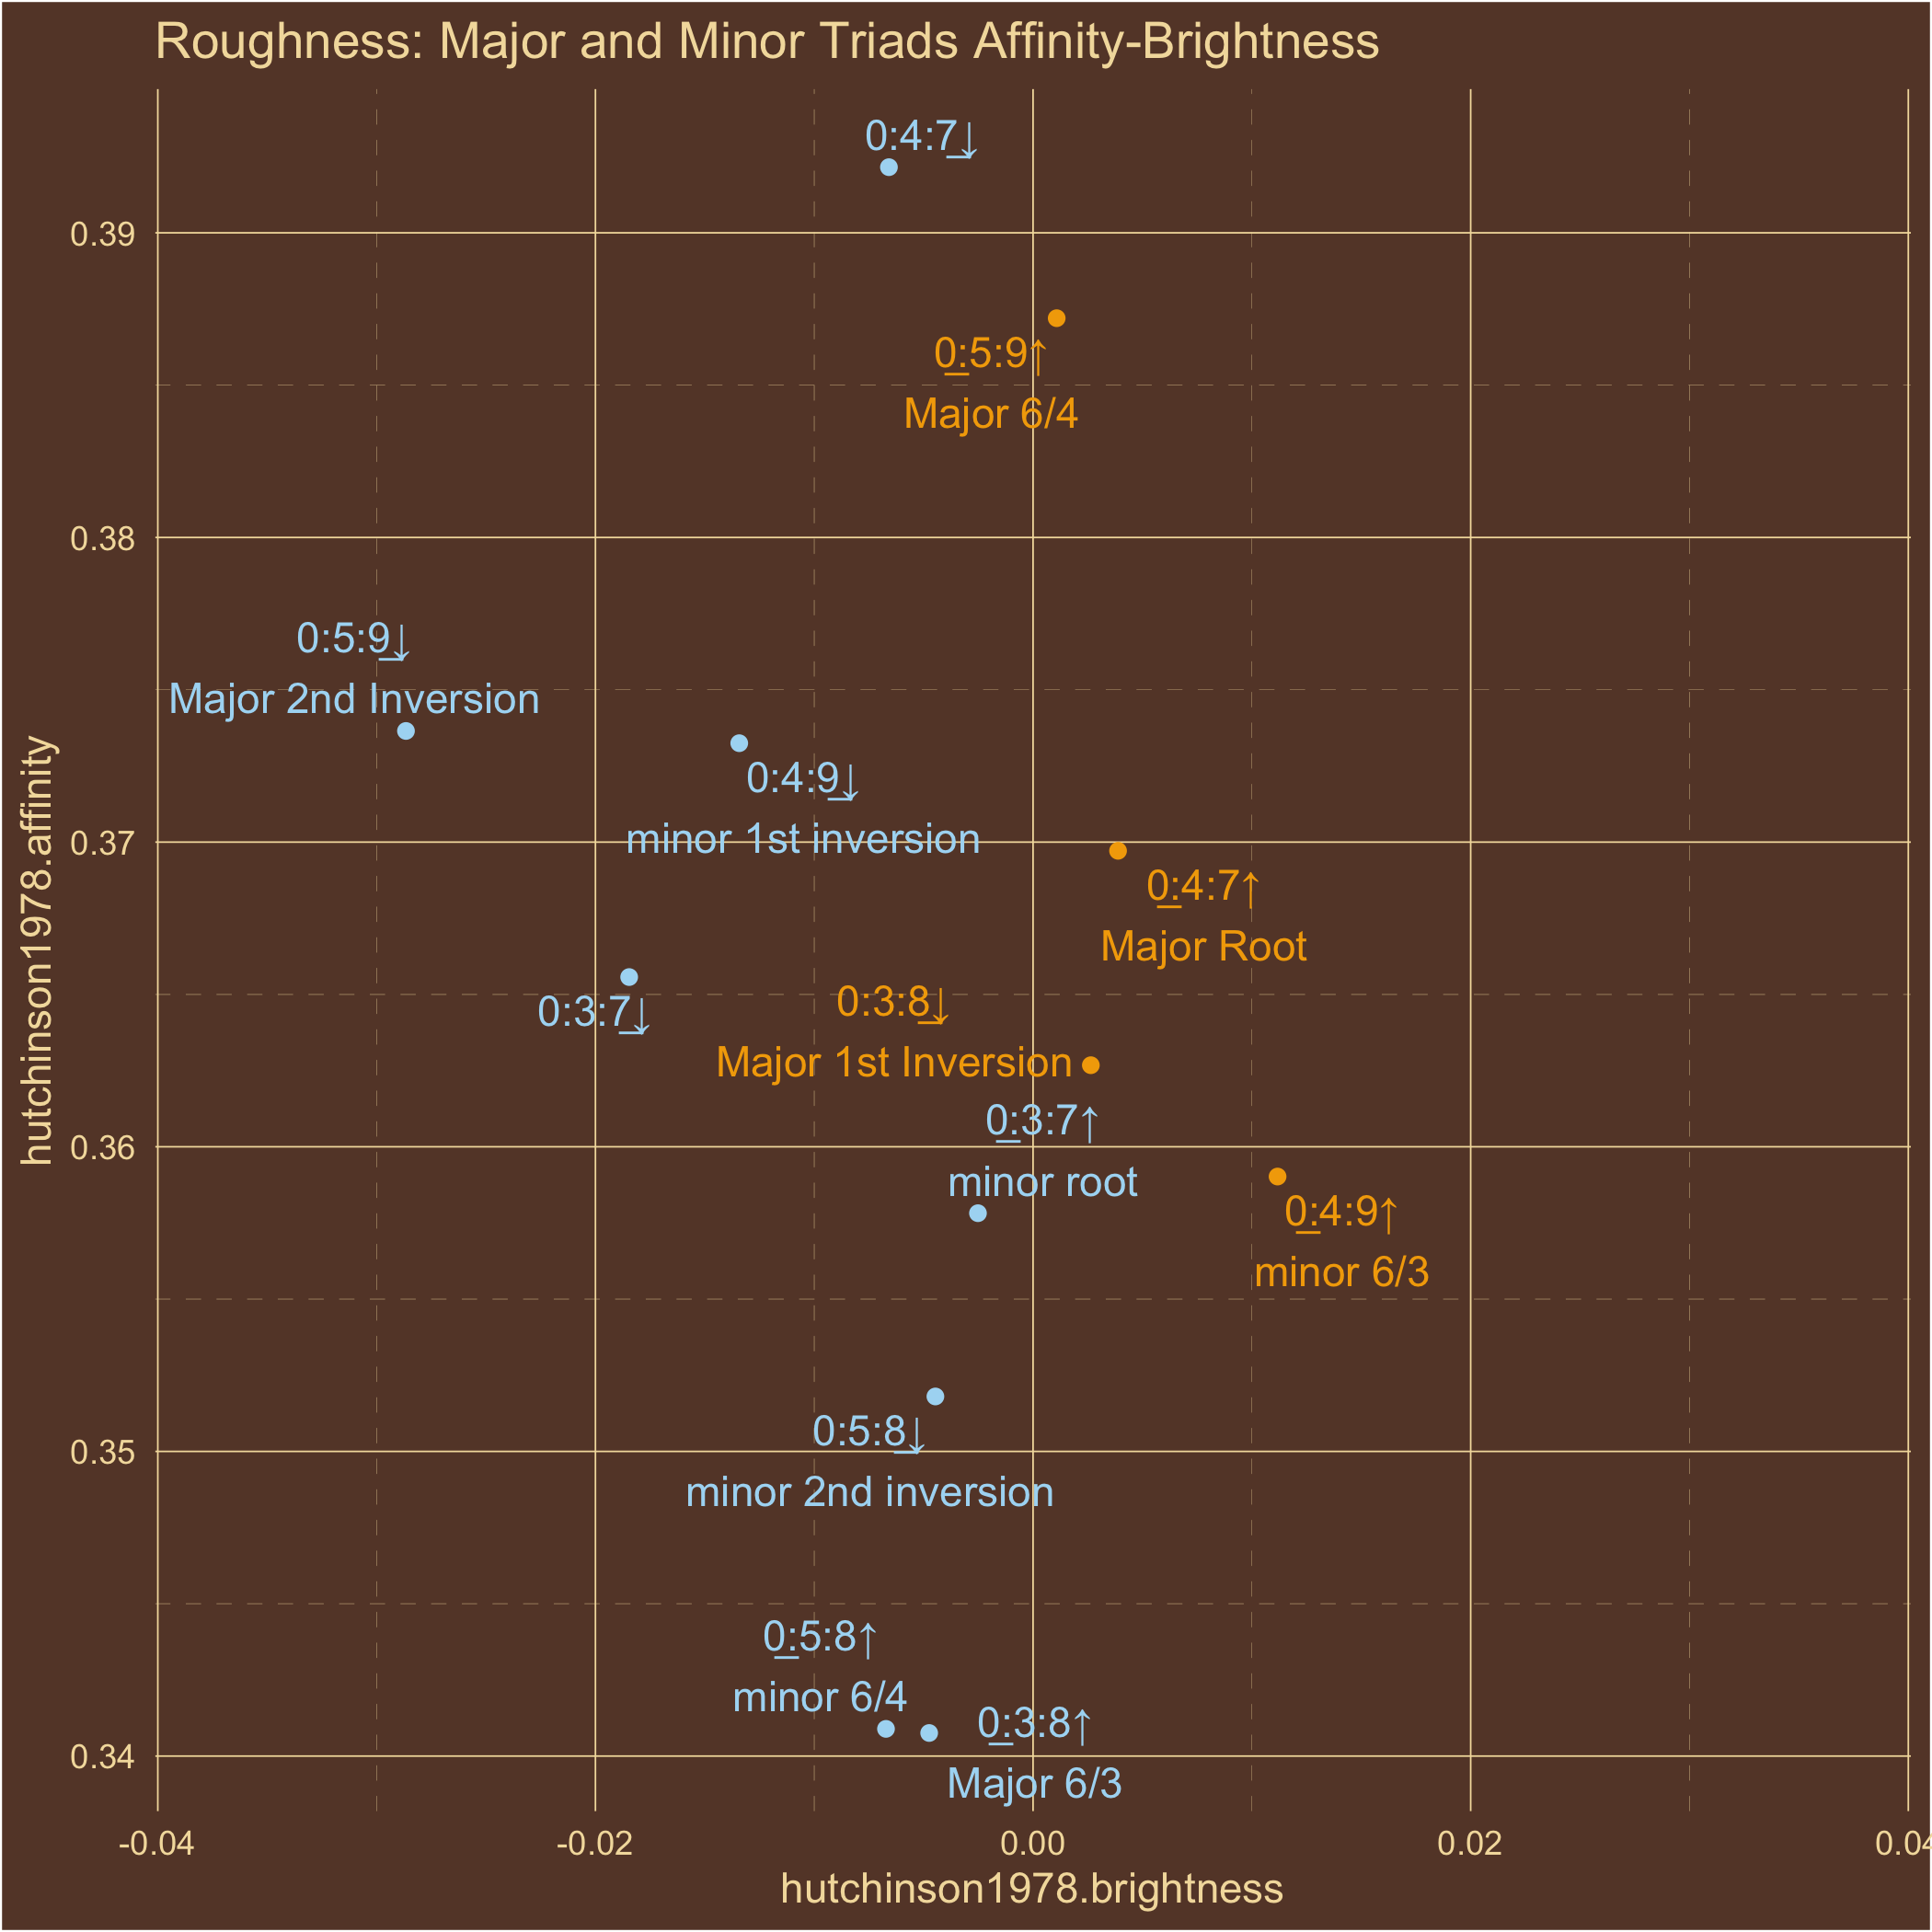 Roughness: Major and Minor Triads Affinity-Brightness
0:4:7↓
0.39
0:5:9↑
Major 6/4
0.38
0:5:9↓
Major 2nd Inversion
0:4:9↓
minor 1st inversion
0.37
0:4:7↑
Major Root
0:3:7↓
0:3:8↓
Major 1st Inversion
0:3:7↑
0.36
minor root
0:4:9↑
minor 6/3
0:5:8↓
0.35
minor 2nd inversion
0:5:8↑
minor 6/4
0:3:8↑
0.34
Major 6/3
hutchinson1978.affinity
-0.04 -0.02 0.00 0.02 0.04
hutchinson1978.brightness